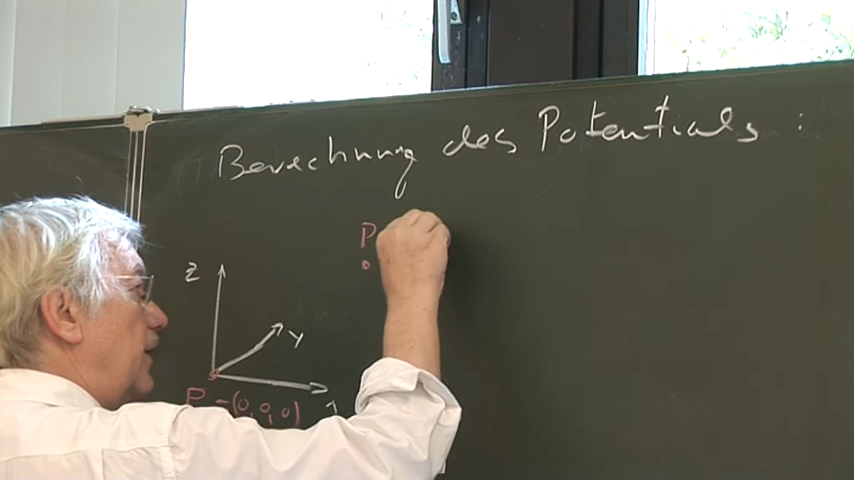 Berechnung des Potentials :
P
Z
Y
P = (0,0,0)